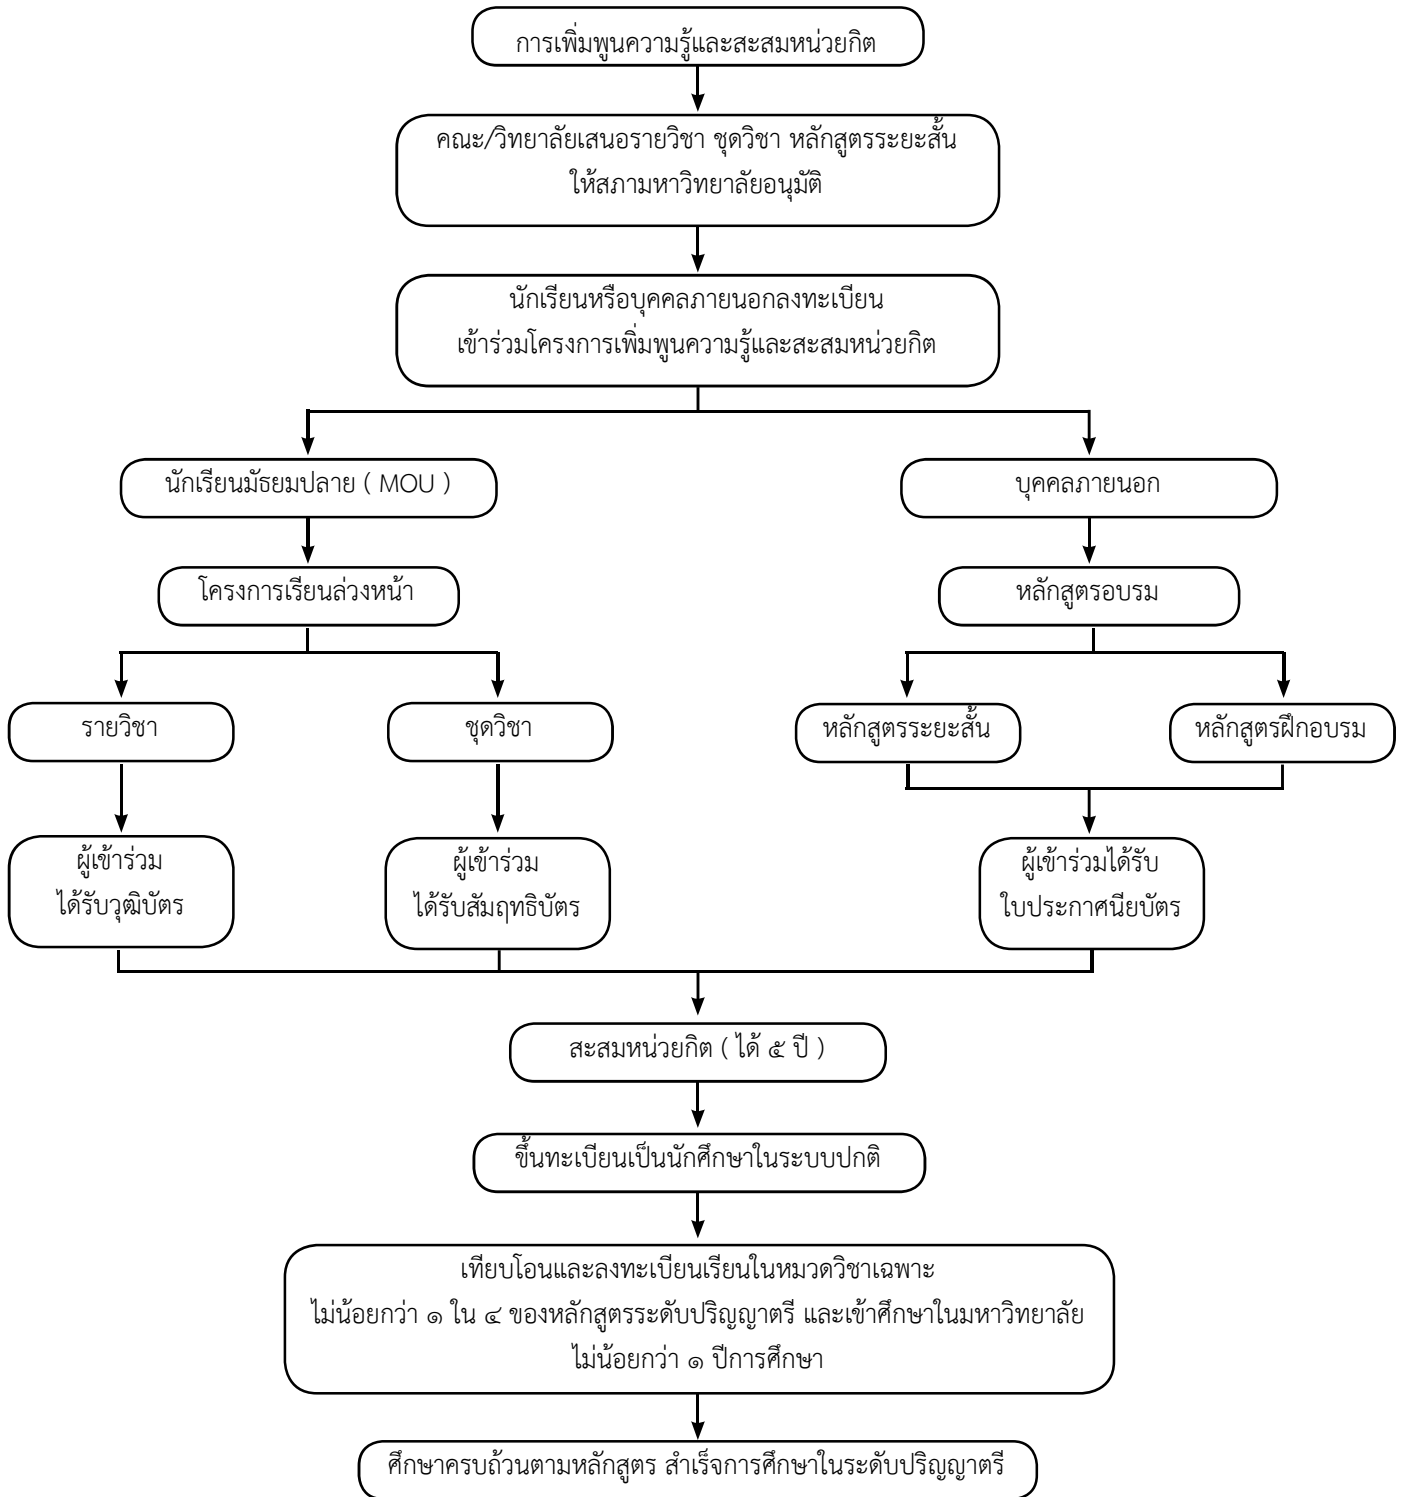 การเพิ่มพูนความรู้และสะสมหน่วยกิต
คณะ/วิทยาลัยเสนอรายวิชา ชุดวิชา หลักสูตรระยะสั้น
ให้สภามหาวิทยาลัยอนุมัติ
นักเรียนหรือบุคคลภายนอกลงทะเบียน
เข้าร่วมโครงการเพิ่มพูนความรู้และสะสมหน่วยกิต
นักเรียนมัธยมปลาย ( MOU )
บุคคลภายนอก
โครงการเรียนล่วงหน้า
หลักสูตรอบรม
รายวิชา
ชุดวิชา
หลักสูตรระยะสั้น
หลักสูตรฝึกอบรม
ผู้เข้าร่วม
ได้รับวุฒิบัตร
ผู้เข้าร่วม
ได้รับสัมฤทธิบัตร
ผู้เข้าร่วมได้รับ
ใบประกาศนียบัตร
สะสมหน่วยกิต ( ได้ ๕ ปี )
ขึ้นทะเบียนเป็นนักศึกษาในระบบปกติ
เทียบโอนและลงทะเบียนเรียนในหมวดวิชาเฉพาะ
ไม่น้อยกว่า ๑ ใน ๔ ของหลักสูตรระดับปริญญาตรี และเข้าศึกษาในมหาวิทยาลัย
ไม่น้อยกว่า ๑ ปีการศึกษา
ศึกษาครบถ้วนตามหลักสูตร สำเร็จการศึกษาในระดับปริญญาตรี